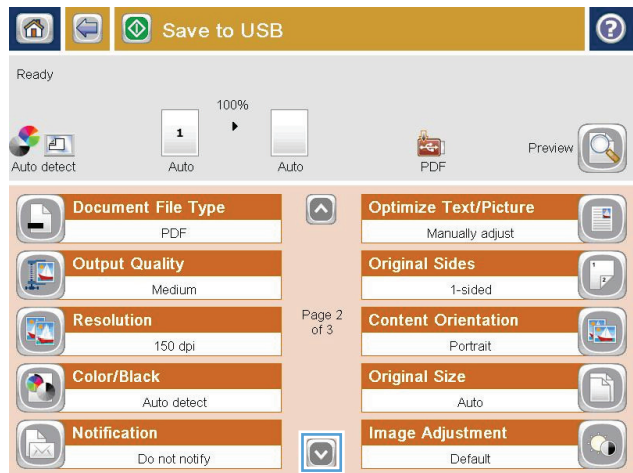 Save to USB
?
Ready
100%
1
Auto detect
Auto
Auto
PDF
Preview
Document File Type
PDF
Output Quality
Medium
Resolution
150 dpi
Color/Black
Auto detect
Notification
Do not notify
Page 2
of 3
Optimize Text/Picture
Manually adjust
Original Sides
1
2
1-sided
Content Orientation
Portrait
Original Size
Auto
Image Adjustment
Default